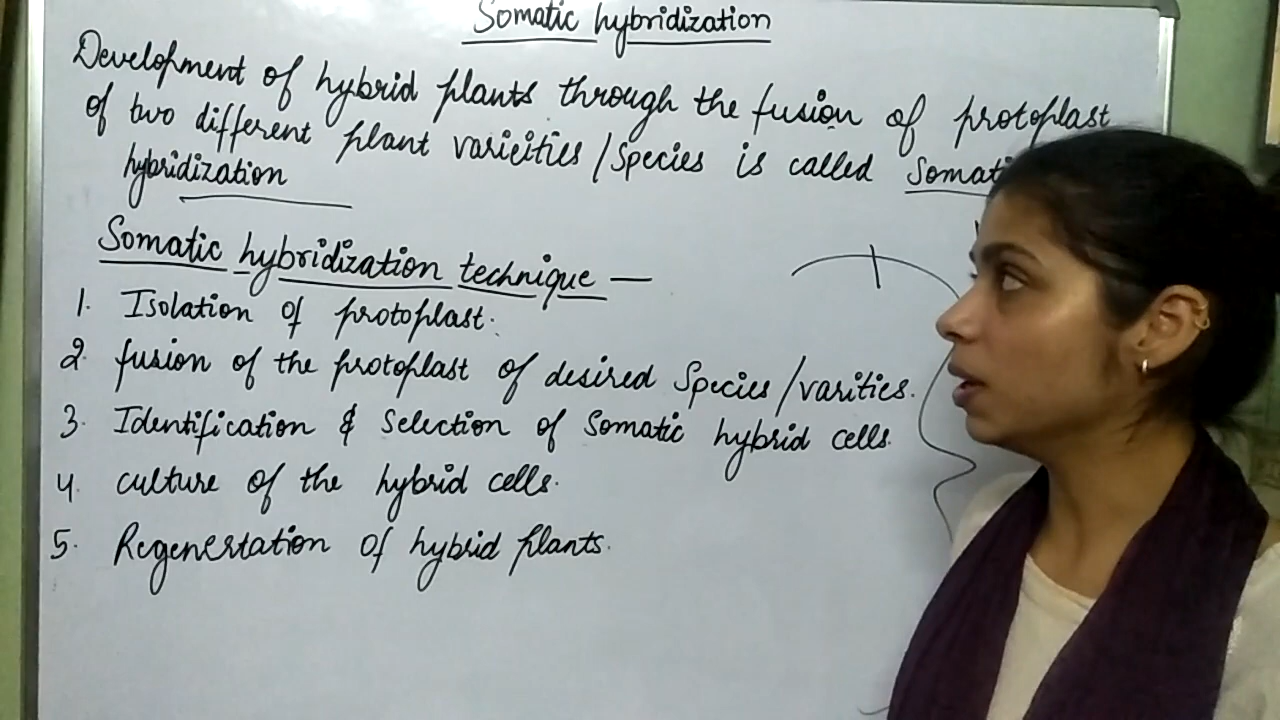 Somatic hybridization
Development of hybrid plants through the fusion of protoplast
of two different plant varieities / Species is called Somati
hybridization
Somatic hybridization technique —
1. Isolation of protoplast.
2. fusion of the protoplast of desired Species / varities.
3. Identification & Selection of Somatic hybrid cells.
4. culture of the hybrid cells.
5. Regenertation of hybrid plants.